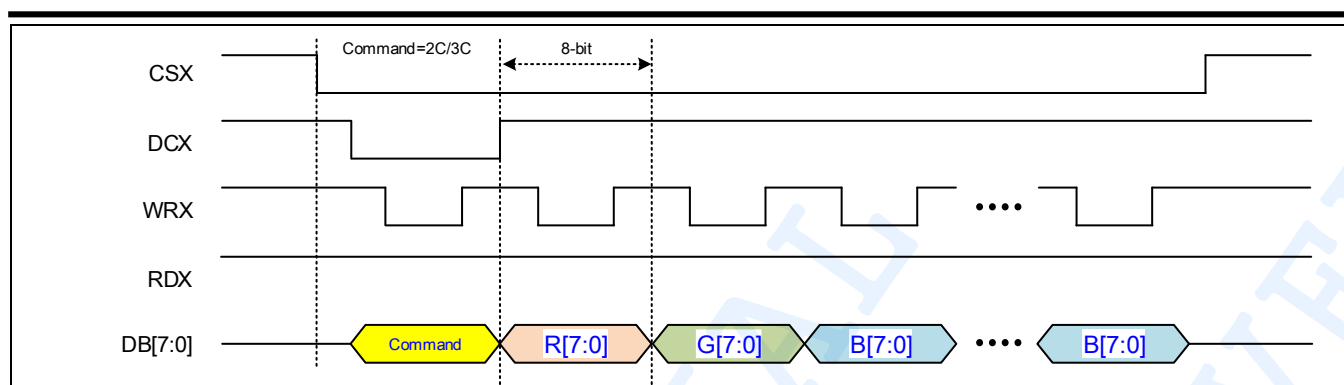 Command=2C/3C 8-bit
CSX
DCX
WRX
RDX
DB[7:0] Command R[7:0] G[7:0] B[7:0] B[7:0]